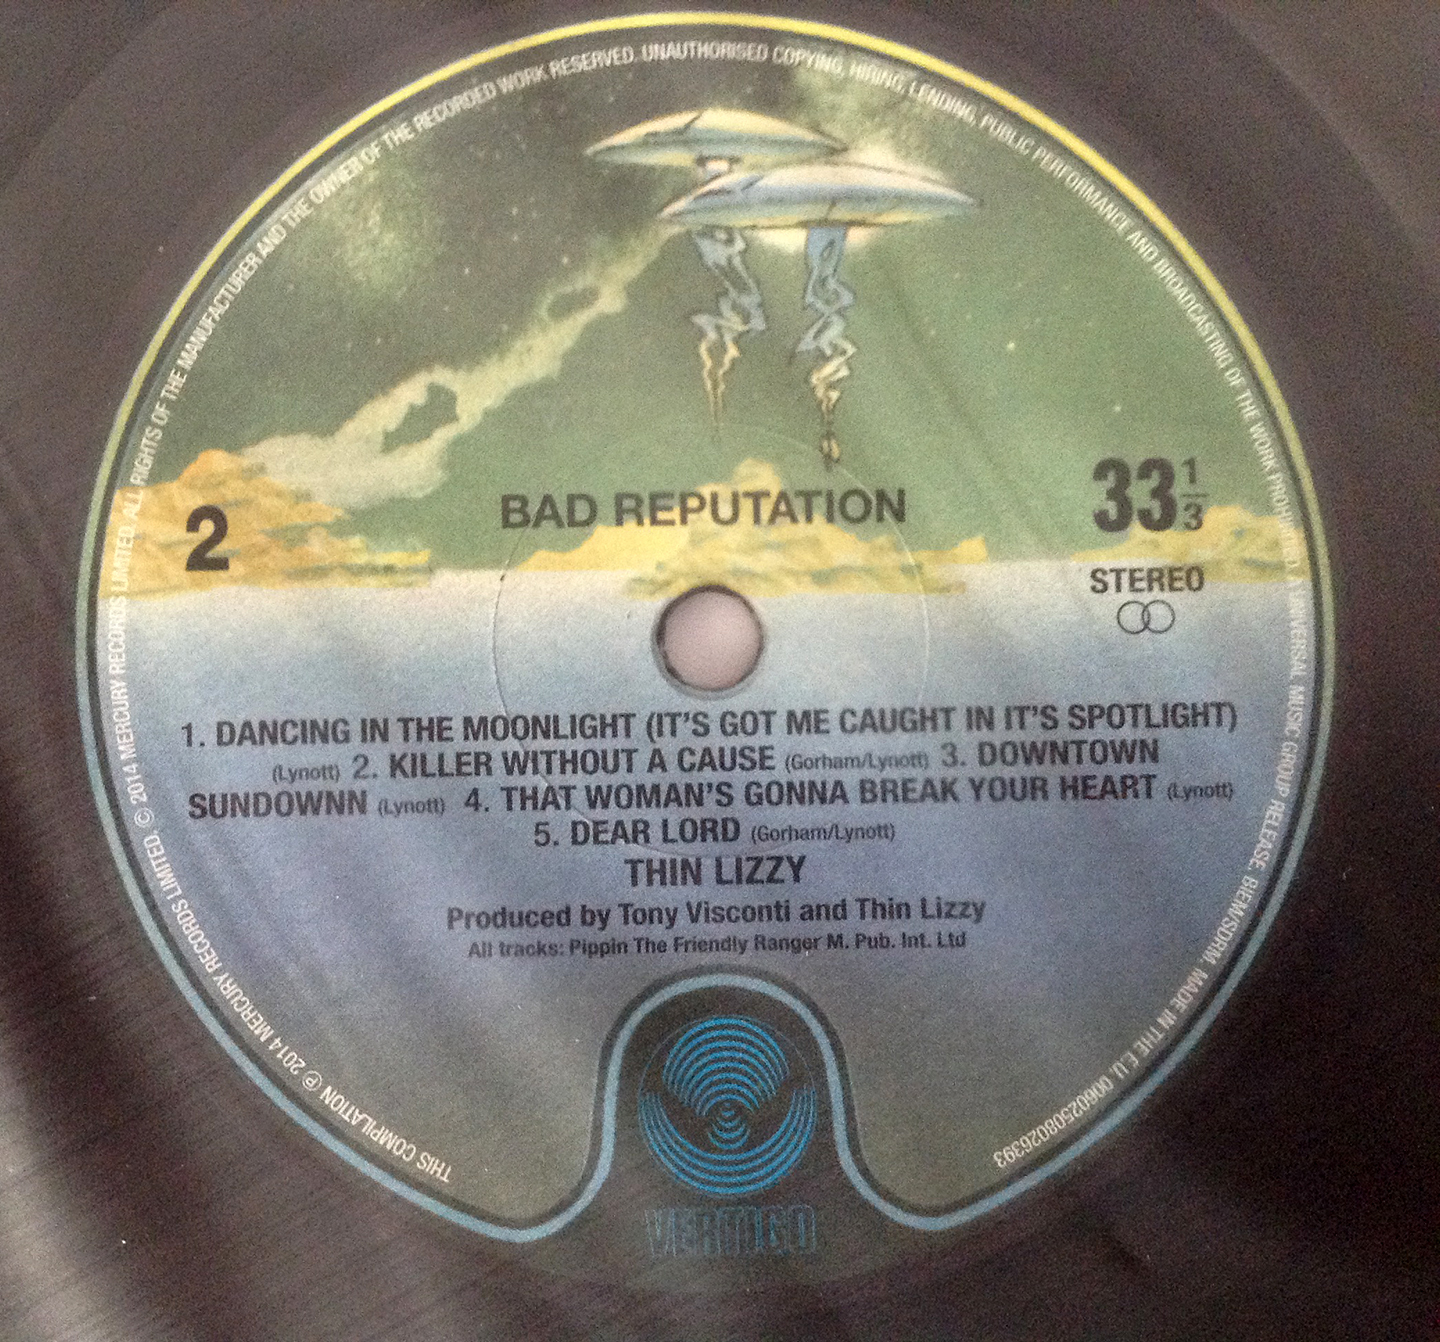 THIS COMPILATION ℗ 2014 MERCURY RECORDS LIMITED. © 2014 MERCURY RECORDS LIMITED. ALL RIGHTS OF THE MANUFACTURER AND THE OWNER OF THE RECORDED WORK RESERVED. UNAUTHORISED COPYING, HIRING, LENDING, PUBLIC PERFORMANCE AND BROADCASTING OF THE WORK PROHIBITED. A UNIVERSAL MUSIC GROUP RELEASE. BIEM/SDRM. MADE IN THE E.U. 00602508026393
2
BAD REPUTATION
33 1/3
STEREO
1. DANCING IN THE MOONLIGHT (IT'S GOT ME CAUGHT IN IT'S SPOTLIGHT)
(Lynott) 2. KILLER WITHOUT A CAUSE (Gorham/Lynott) 3. DOWNTOWN
SUNDOWNN (Lynott) 4. THAT WOMAN'S GONNA BREAK YOUR HEART (Lynott)
5. DEAR LORD (Gorham/Lynott)
THIN LIZZY
Produced by Tony Visconti and Thin Lizzy
All tracks: Pippin The Friendly Ranger M. Pub. Int. Ltd
VERTIGO